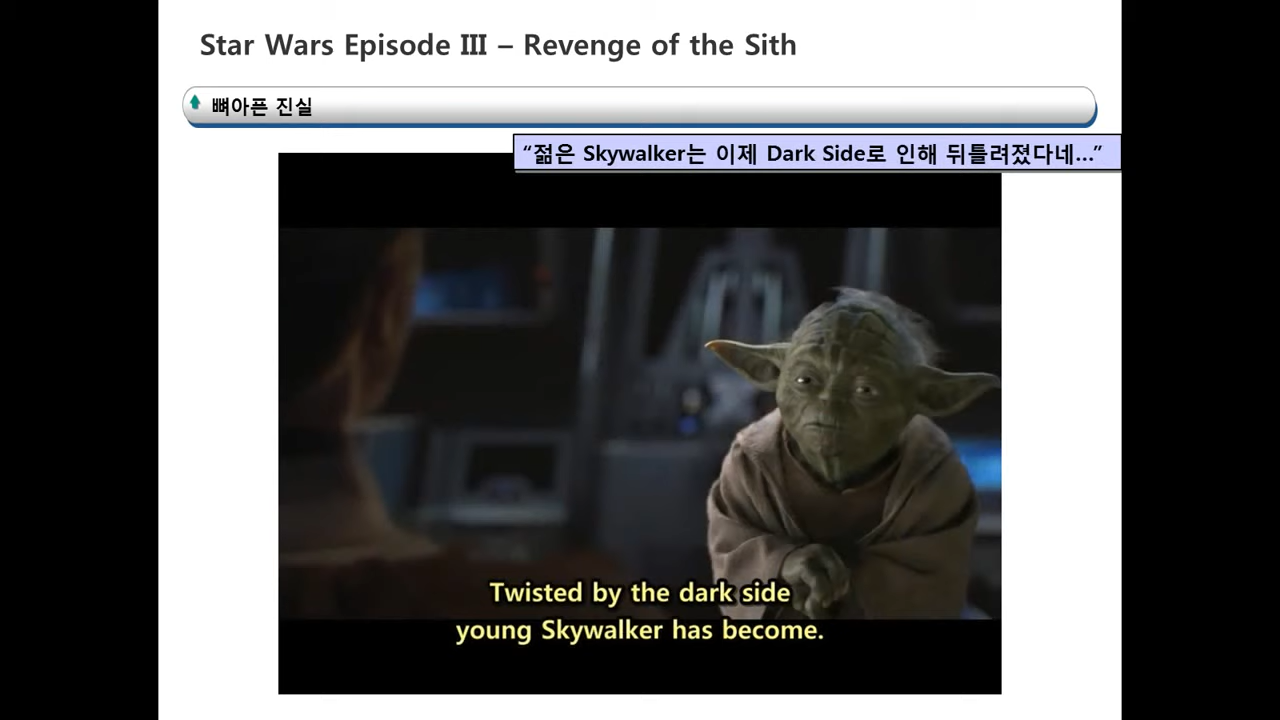 Star Wars Episode III – Revenge of the Sith
뼈아픈 진실
“젊은 Skywalker는 이제 Dark Side로 인해 뒤틀려졌다네...”
Twisted by the dark side
young Skywalker has become.